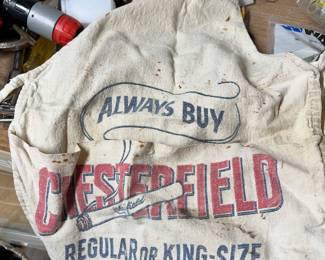 ALWAYS BUY
CHESTERFIELD
REGULAR OR KING-SIZE